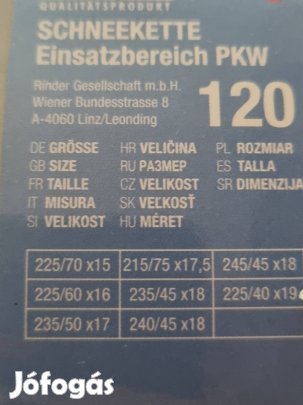 QUALITÄTSPRODUKT
SCHNEEKETTE
Einsatzbereich PKW
Rinder Gesellschaft m.b.H.
Wiener Bundesstrasse 8
A-4060 Linz/Leonding
120
DE GRÖSSE HR VELIČINA PL ROZMIAR
GB SIZE RU РАЗМЕР ES TALLA
FR TAILLE CZ VELIKOST SR DIMENZIJA
IT MISURA SK VEĽKOSŤ
SI VELIKOST HU MÉRET
225/70 x15 215/75 x17,5 245/45 x18
225/60 x16 235/45 x18 225/40 x19
235/50 x17 240/45 x18
Jófogás